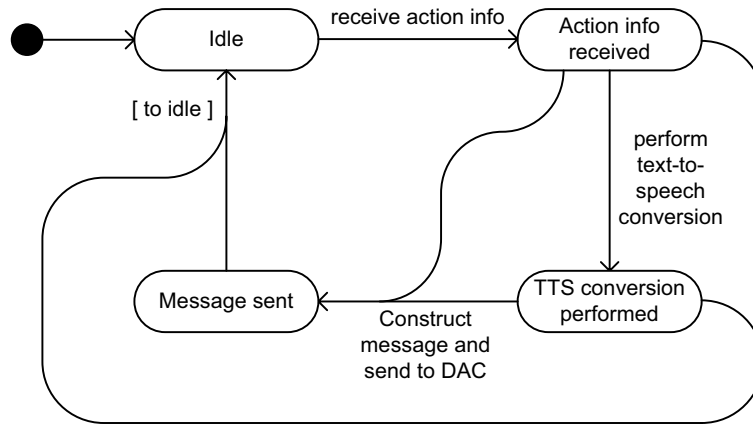 Idle
receive action info
Action info
received
[ to idle ]
perform
text-to-
speech
conversion
Message sent
TTS conversion
performed
Construct
message and
send to DAC